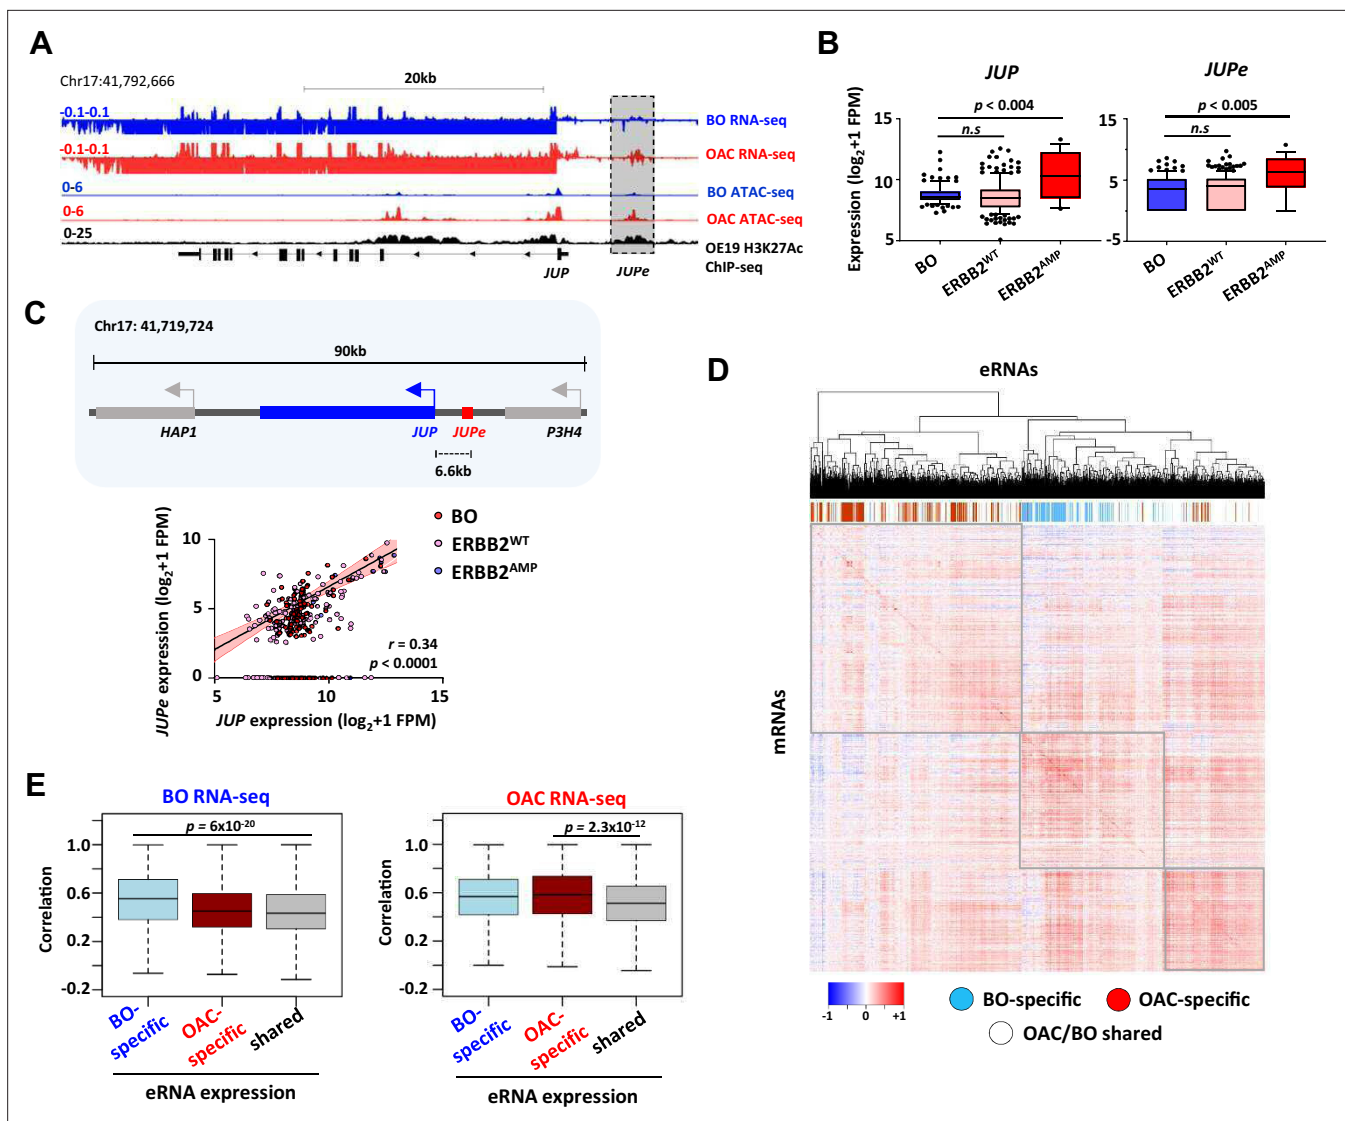 A
Chr17:41,792,666
20kb
-0.1-0.1
BO RNA-seq
-0.1-0.1
OAC RNA-seq
0-6
BO ATAC-seq
0-6
OAC ATAC-seq
0-25
OE19 H3K27Ac
ChIP-seq
JUP
JUPe
B
JUP
JUPe
p < 0.004
n.s
p < 0.005
n.s
Expression (log2+1 FPM)
15
10
5
15
5
5
BO
ERBB2WT
ERBB2AMP
BO
ERBB2WT
ERBB2AMP
C
Chr17: 41,719,724
90kb
HAP1
JUP
JUPe
P3H4
6.6kb
BO
ERBB2WT
ERBB2AMP
JUPe expression (log2+1 FPM)
10
5
0
r = 0.34
p < 0.0001
5
10
15
JUP expression (log2+1 FPM)
D
eRNAs
mRNAs
-1
0
+1
BO-specific
OAC-specific
OAC/BO shared
E
BO RNA-seq
p = 6x10-20
Correlation
1.0
0.6
0.2
-0.2
BO-
specific
OAC-
specific
shared
eRNA expression
OAC RNA-seq
p = 2.3x10-12
Correlation
1.0
0.6
0.2
-0.2
BO-
specific
OAC-
specific
shared
eRNA expression